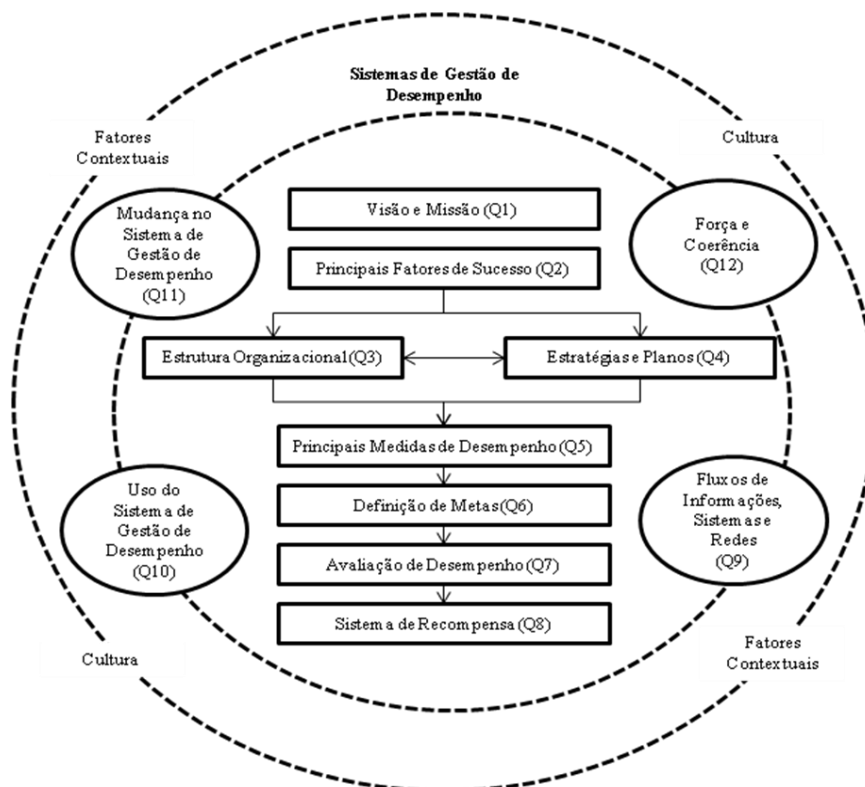 Sistemas de Gestão de
Desempenho
Fatores
Contextuais
Cultura
Mudança no
Sistema de
Gestão de
Desempenho
(Q11)
Visão e Missão (Q1)
Força e
Coerência
(Q12)
Principais Fatores de Sucesso (Q2)
Estrutura Organizacional (Q3)
Estratégias e Planos (Q4)
Principais Medidas de Desempenho (Q5)
Uso do
Sistema de
Gestão de
Desempenho
(Q10)
Definição de Metas (Q6)
Fluxos de
Informações,
Sistemas e
Redes
(Q9)
Avaliação de Desempenho (Q7)
Sistema de Recompensa (Q8)
Cultura
Fatores
Contextuais